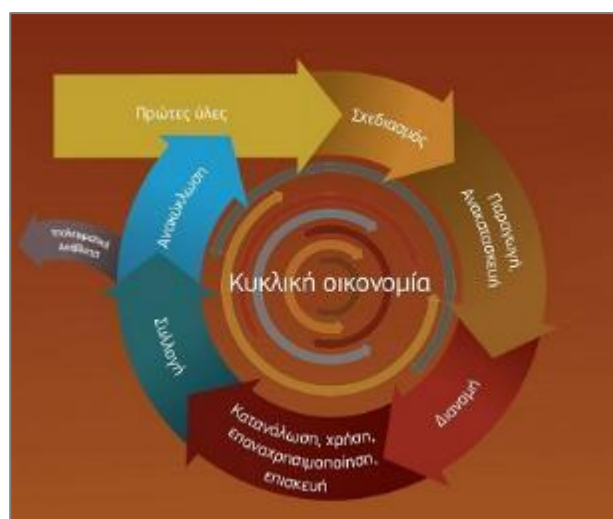 Πρώτες ύλες
Σχεδιασμός
Παραγωγή
Ανακατασκευή
Διανομή
Κατανάλωση, χρήση,
επαναχρησιμοποίηση,
επισκευή
Συλλογή
Ανακύκλωση
Κυκλική οικονομία